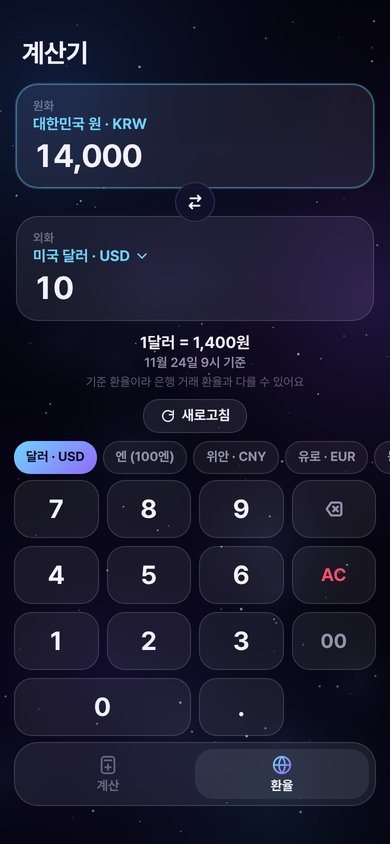 계산기
원화
대한민국 원 · KRW
14,000
외화
미국 달러 · USD
10
1달러 = 1,400원
11월 24일 9시 기준
기준 환율이라 은행 거래 환율과 다를 수 있어요
새로고침
달러 · USD 엔 (100엔) 위안 · CNY 유로 · EUR
7 8 9
4 5 6 AC
1 2 3 00
0 .
계산 환율